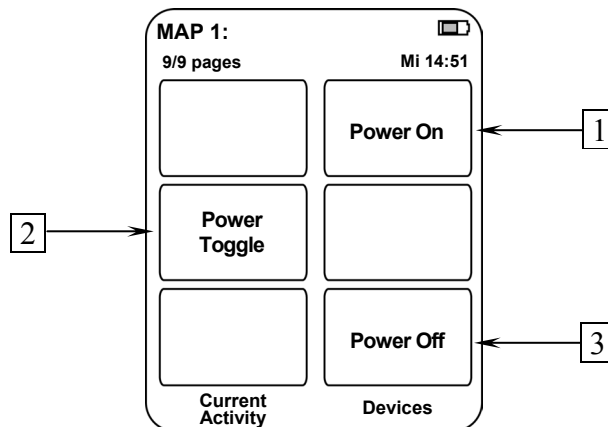 MAP 1:
9/9 pages
Mi 14:51
Power On
1
2
Power
Toggle
Power Off
3
Current
Activity
Devices